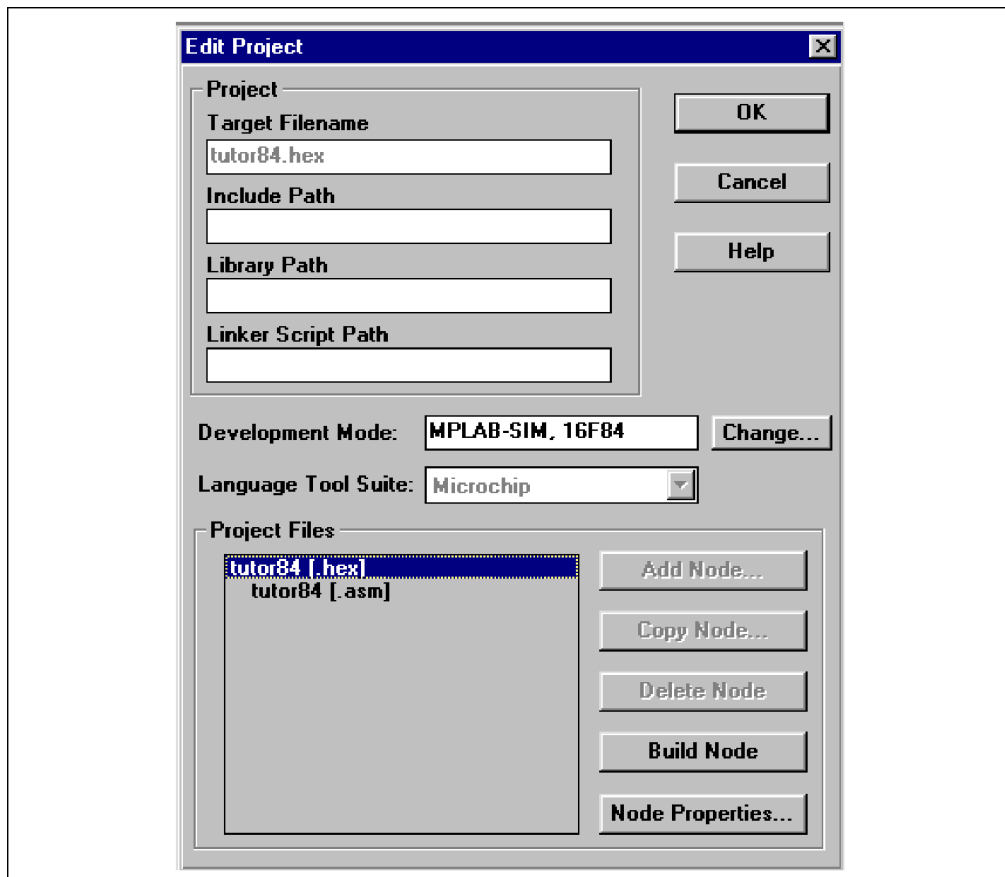 Edit Project
Project
Target Filename
tutor84.hex
Include Path
Library Path
Linker Script Path
OK
Cancel
Help
Development Mode: MPLAB-SIM, 16F84 Change...
Language Tool Suite: Microchip
Project Files
tutor84 [.hex]
tutor84 [.asm]
Add Node...
Copy Node...
Delete Node
Build Node
Node Properties...